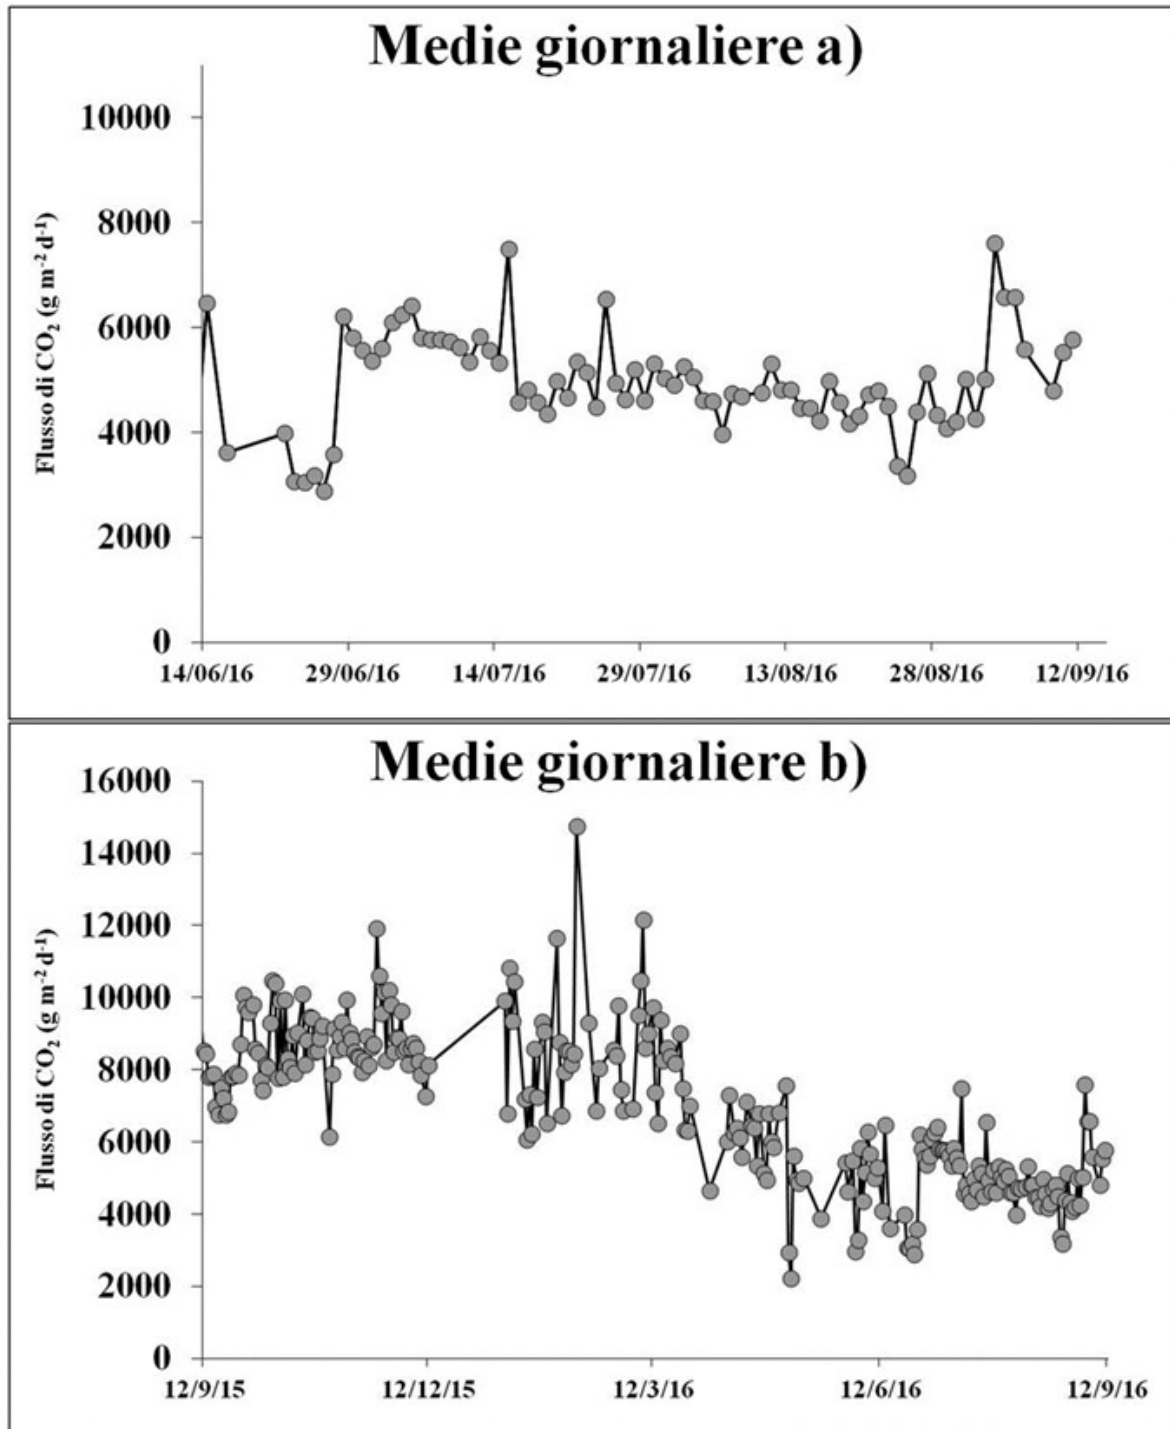 Medie giornaliere a)
10000
8000
6000
4000
2000
0
Flusso di CO₂ (g m⁻² d⁻¹)
14/06/16 29/06/16 14/07/16 29/07/16 13/08/16 28/08/16 12/09/16
Medie giornaliere b)
16000
14000
12000
10000
8000
6000
4000
2000
0
Flusso di CO₂ (g m⁻² d⁻¹)
12/9/15 12/12/15 12/3/16 12/6/16 12/9/16